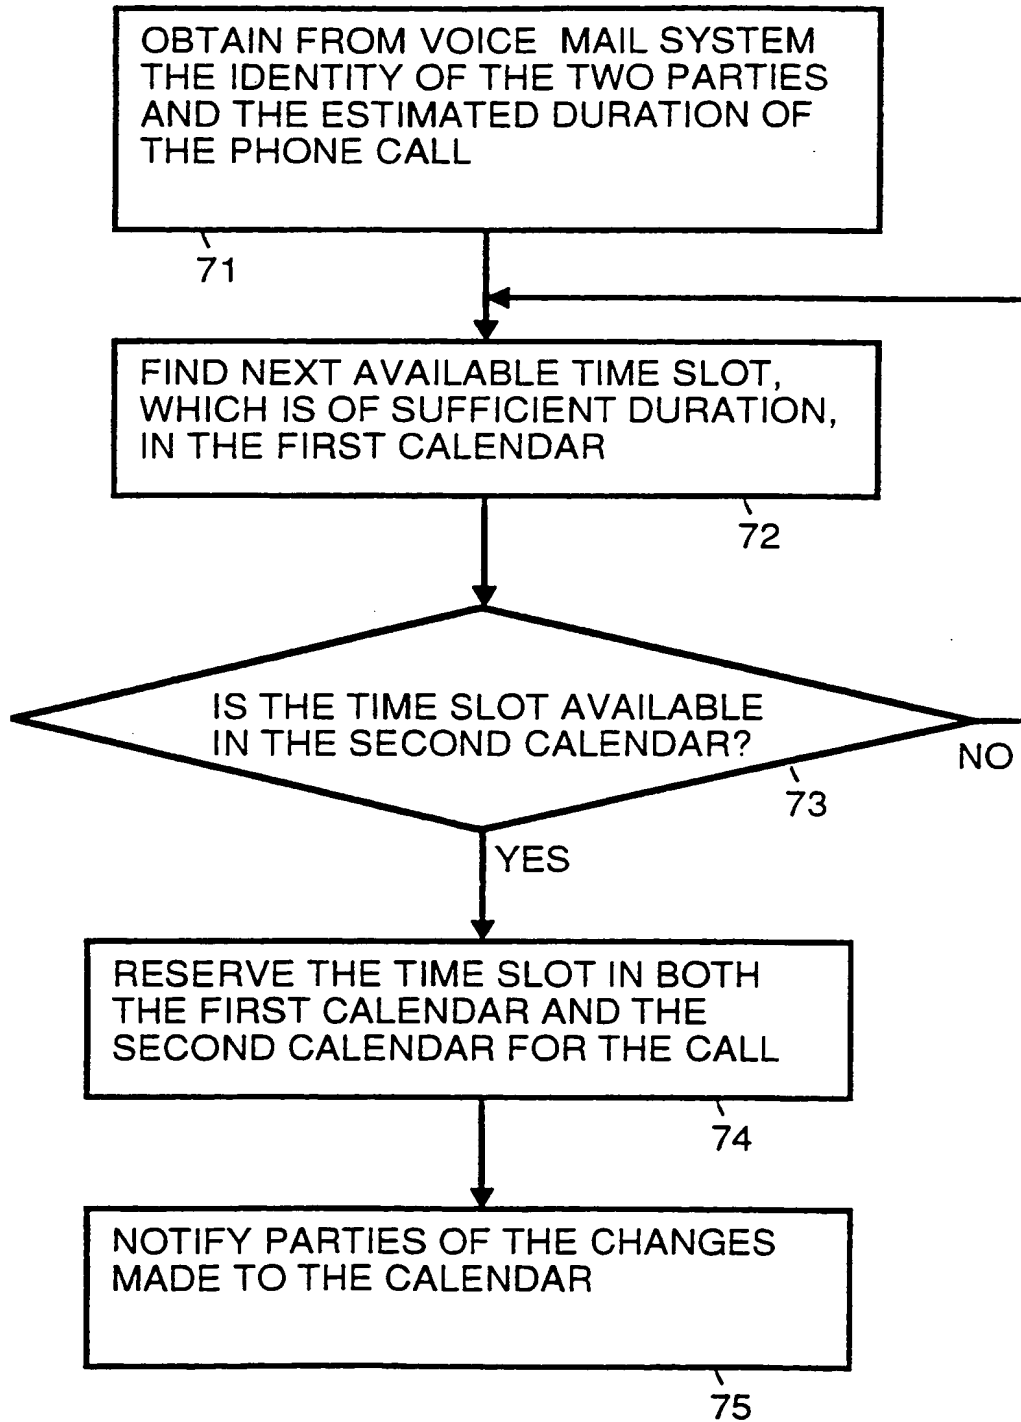 OBTAIN FROM VOICE MAIL SYSTEM
THE IDENTITY OF THE TWO PARTIES
AND THE ESTIMATED DURATION OF
THE PHONE CALL
71
FIND NEXT AVAILABLE TIME SLOT,
WHICH IS OF SUFFICIENT DURATION,
IN THE FIRST CALENDAR
72
IS THE TIME SLOT AVAILABLE
IN THE SECOND CALENDAR?
NO
73
YES
RESERVE THE TIME SLOT IN BOTH
THE FIRST CALENDAR AND THE
SECOND CALENDAR FOR THE CALL
74
NOTIFY PARTIES OF THE CHANGES
MADE TO THE CALENDAR
75